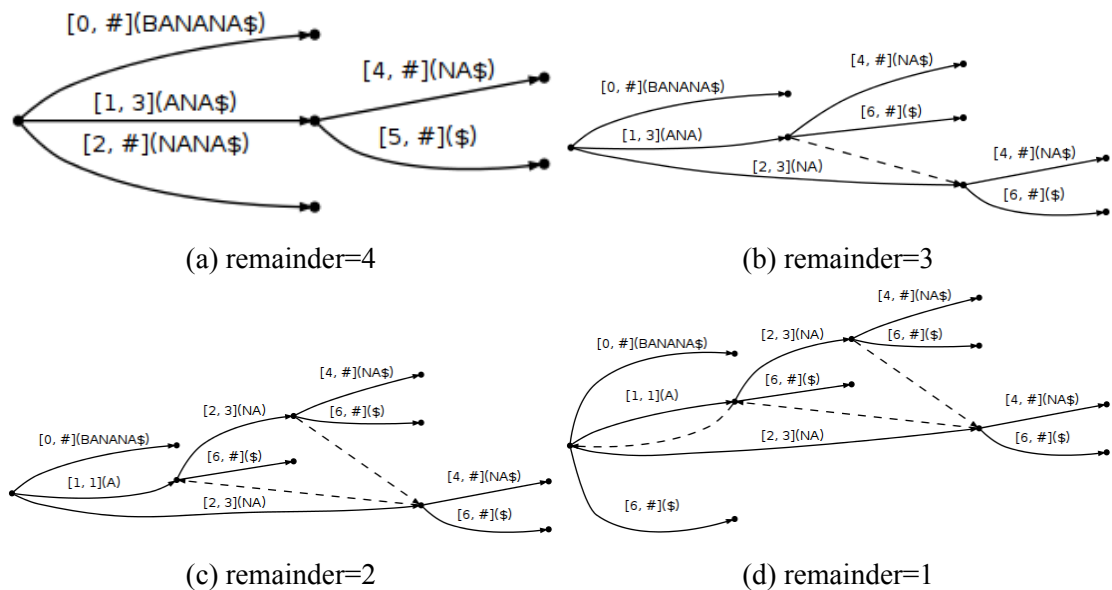 [0, #](BANANA$)
[4, #](NA$)
[1, 3](ANA$)
[2, #](NANA$)
[5, #]($)
(a) remainder=4
[4, #](NA$)
[0, #](BANANA$)
[6, #]($)
[1, 3](ANA)
[4, #](NA$)
[2, 3](NA)
[6, #]($)
(b) remainder=3
[4, #](NA$)
[2, 3](NA)
[6, #]($)
[0, #](BANANA$)
[6, #]($)
[1, 1](A)
[4, #](NA$)
[2, 3](NA)
[6, #]($)
(c) remainder=2
[4, #](NA$)
[2, 3](NA)
[6, #]($)
[0, #](BANANA$)
[6, #]($)
[1, 1](A)
[4, #](NA$)
[2, 3](NA)
[6, #]($)
[6, #]($)
(d) remainder=1